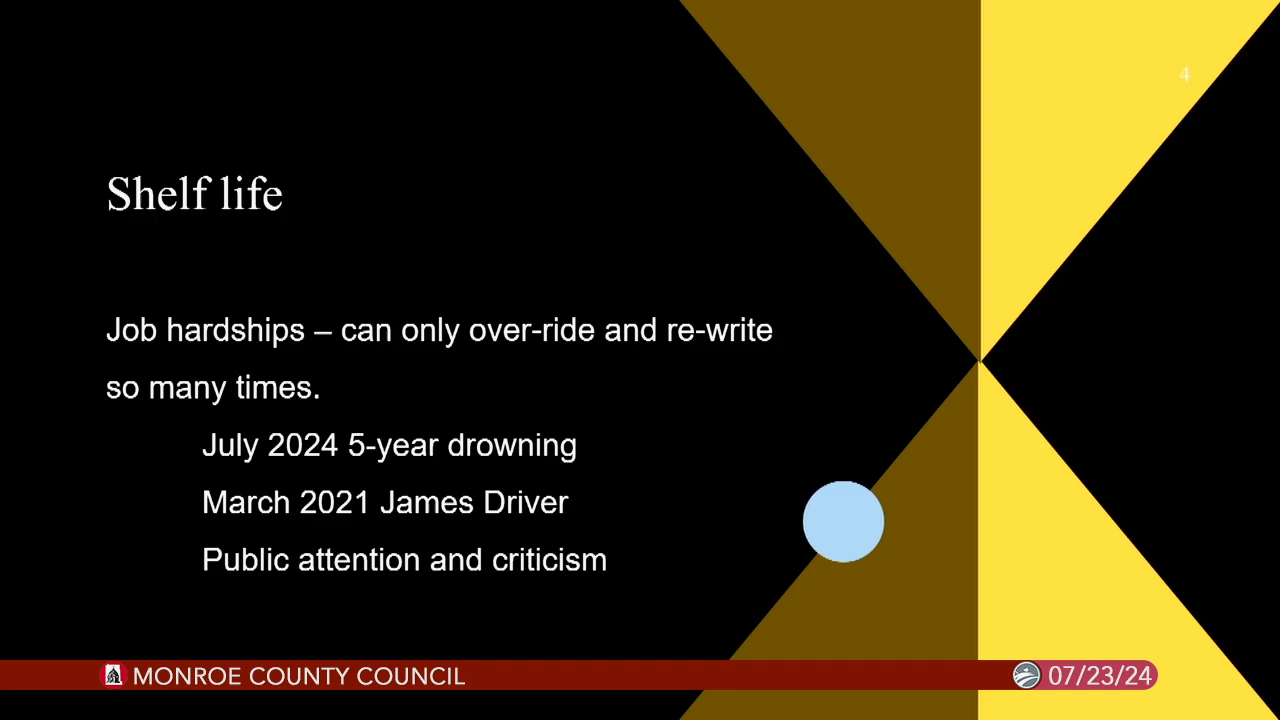 4
Shelf life
Job hardships – can only over-ride and re-write
so many times.
July 2024 5-year drowning
March 2021 James Driver
Public attention and criticism
MONROE COUNTY COUNCIL
07/23/24